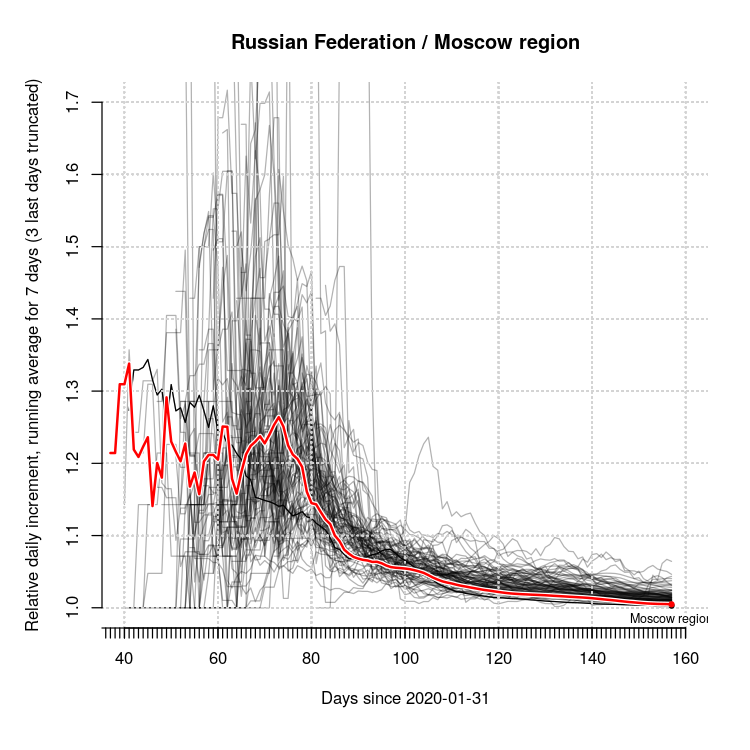 Russian Federation / Moscow region
Relative daily increment, running average for 7 days (3 last days truncated)
1.7
1.6
1.5
1.4
1.3
1.2
1.1
1.0
Moscow region
40 60 80 100 120 140 160
Days since 2020-01-31